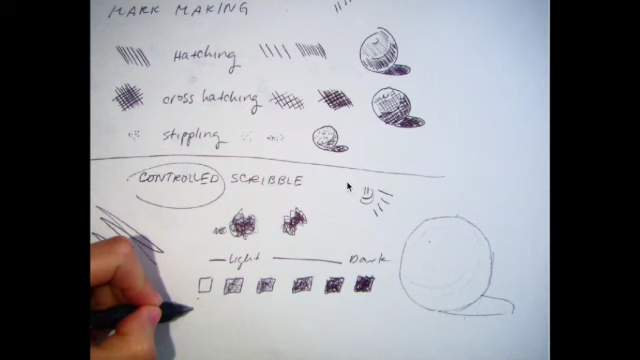 MARK MAKING
Hatching
cross hatching
stippling
CONTROLLED SCRIBBLE
Light Dark